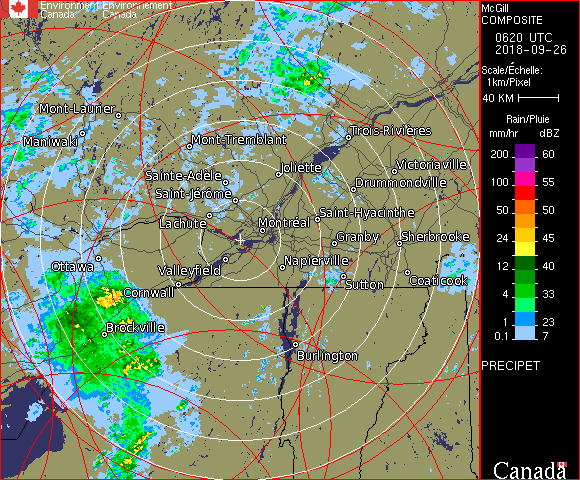 Environment Environnement
Canada Canada
McGill
COMPOSITE
0620 UTC
2018-09-26
Scale/Échelle:
1km/Pixel
40 KM
Rain/Pluie
mm/hr dBZ
200 60
100 55
50 50
24 45
12 40
4 33
1 23
0.1 7
PRECIPET
Canada
Mont-Laurier
Maniwaki
Mont-Tremblant
Trois-Rivières
Joliette
Victoriaville
Sainte-Adele
Drummondville
Saint-Jérôme
Lachute
Saint-Hyacinthe
Montréal
Granby
Sherbrooke
Ottawa
Valleyfield
Napierville
Sutton
Coaticook
Cornwall
Brockville
Burlington